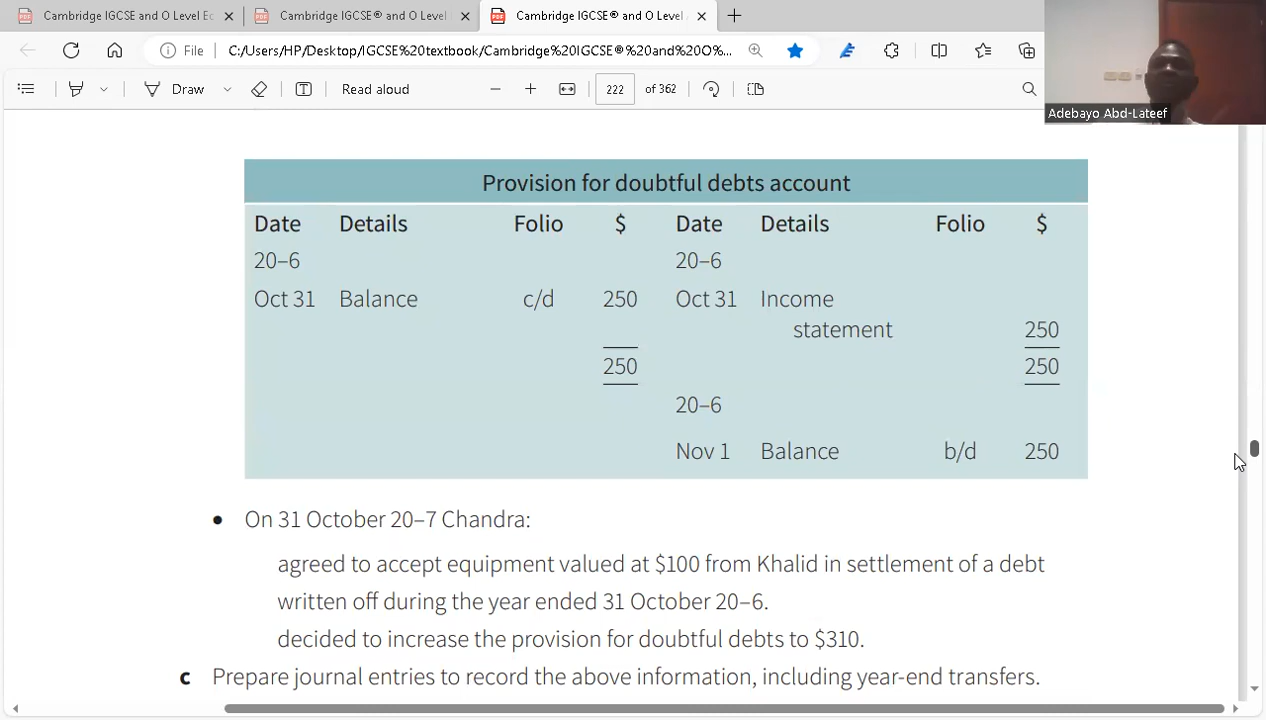 Cambridge IGCSE and O Level Ec
Cambridge IGCSE® and O Level
Cambridge IGCSE® and O Level
File
C:/Users/HP/Desktop/IGCSE%20textbook/Cambridge%20IGCSE®%20and%20O%...
Draw
Read aloud
222
of 362
Adebayo Abd-Lateef
Provision for doubtful debts account
Date Details Folio $ Date Details Folio $
20–6 20–6
Oct 31 Balance c/d 250 Oct 31 Income
statement 250
250 250
20–6
Nov 1 Balance b/d 250
• On 31 October 20–7 Chandra:
agreed to accept equipment valued at $100 from Khalid in settlement of a debt
written off during the year ended 31 October 20–6.
decided to increase the provision for doubtful debts to $310.
c Prepare journal entries to record the above information, including year-end transfers.